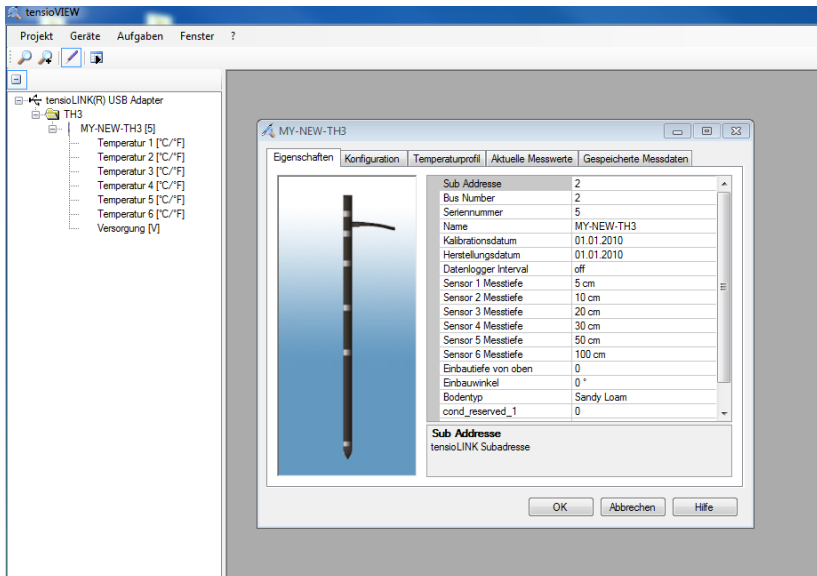 tensioVIEW
Projekt Geräte Aufgaben Fenster ?
tensioLINK(R) USB Adapter
TH3
MY-NEW-TH3 [5]
Temperatur 1 [°C/°F]
Temperatur 2 [°C/°F]
Temperatur 3 [°C/°F]
Temperatur 4 [°C/°F]
Temperatur 5 [°C/°F]
Temperatur 6 [°C/°F]
Versorgung [V]
MY-NEW-TH3
Eigenschaften Konfiguration Temperaturprofil Aktuelle Messwerte Gespeicherte Messdaten
Sub Addresse 2
Bus Number 2
Seriennummer 5
Name MY-NEW-TH3
Kalibrationsdatum 01.01.2010
Herstellungsdatum 01.01.2010
Datenlogger Interval off
Sensor 1 Messtiefe 5 cm
Sensor 2 Messtiefe 10 cm
Sensor 3 Messtiefe 20 cm
Sensor 4 Messtiefe 30 cm
Sensor 5 Messtiefe 50 cm
Sensor 6 Messtiefe 100 cm
Einbautiefe von oben 0
Einbauwinkel 0 °
Bodentyp Sandy Loam
cond_reserved_1 0
Sub Addresse
tensioLINK Subadresse
OK Abbrechen Hilfe